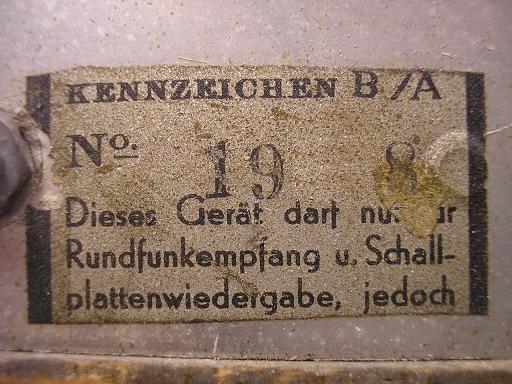 KENNZEICHEN B/A
No. 19 8
Dieses Gerät darf nur
Rundfunkempfang u. Schall-
plattenwiedergabe, jedoch